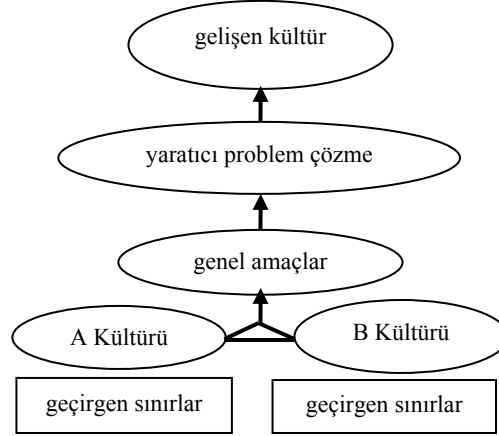 gelişen kültür
yaratıcı problem çözme
genel amaçlar
A Kültürü
B Kültürü
geçirgen sınırlar
geçirgen sınırlar